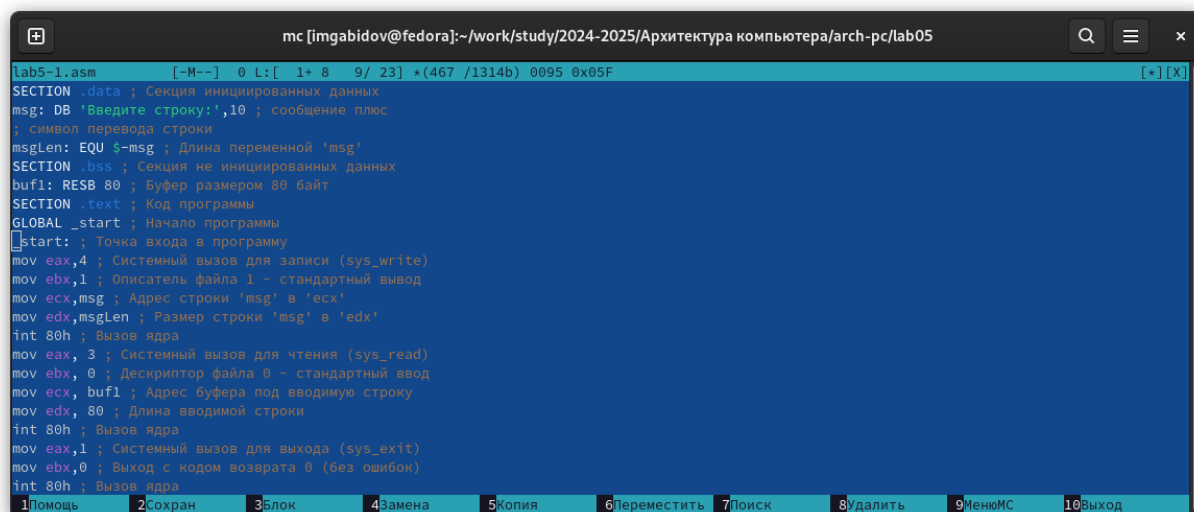 mc [imgabidov@fedora]:~/work/study/2024-2025/Архитектура компьютера/arch-pc/lab05
lab5-1.asm [-M--] 0 L:[ 1+ 8 9/ 23] *(467 /1314b) 0095 0x05F [*][X]
SECTION .data ; Секция инициированных данных
msg: DB 'Введите строку:',10 ; сообщение плюс
; символ перевода строки
msgLen: EQU $-msg ; Длина переменной 'msg'
SECTION .bss ; Секция не инициированных данных
buf1: RESB 80 ; Буфер размером 80 байт
SECTION .text ; Код программы
GLOBAL _start ; Начало программы
_start: ; Точка входа в программу
mov eax,4 ; Системный вызов для записи (sys_write)
mov ebx,1 ; Описатель файла 1 - стандартный вывод
mov ecx,msg ; Адрес строки 'msg' в 'ecx'
mov edx,msgLen ; Размер строки 'msg' в 'edx'
int 80h ; Вызов ядра
mov eax, 3 ; Системный вызов для чтения (sys_read)
mov ebx, 0 ; Дескриптор файла 0 - стандартный ввод
mov ecx, buf1 ; Адрес буфера под вводимую строку
mov edx, 80 ; Длина вводимой строки
int 80h ; Вызов ядра
mov eax,1 ; Системный вызов для выхода (sys_exit)
mov ebx,0 ; Выход с кодом возврата 0 (без ошибок)
int 80h ; Вызов ядра
1Помощь 2Сохран 3Блок 4Замена 5Копия 6Переместить 7Поиск 8Удалить 9МенюМС 10Выход